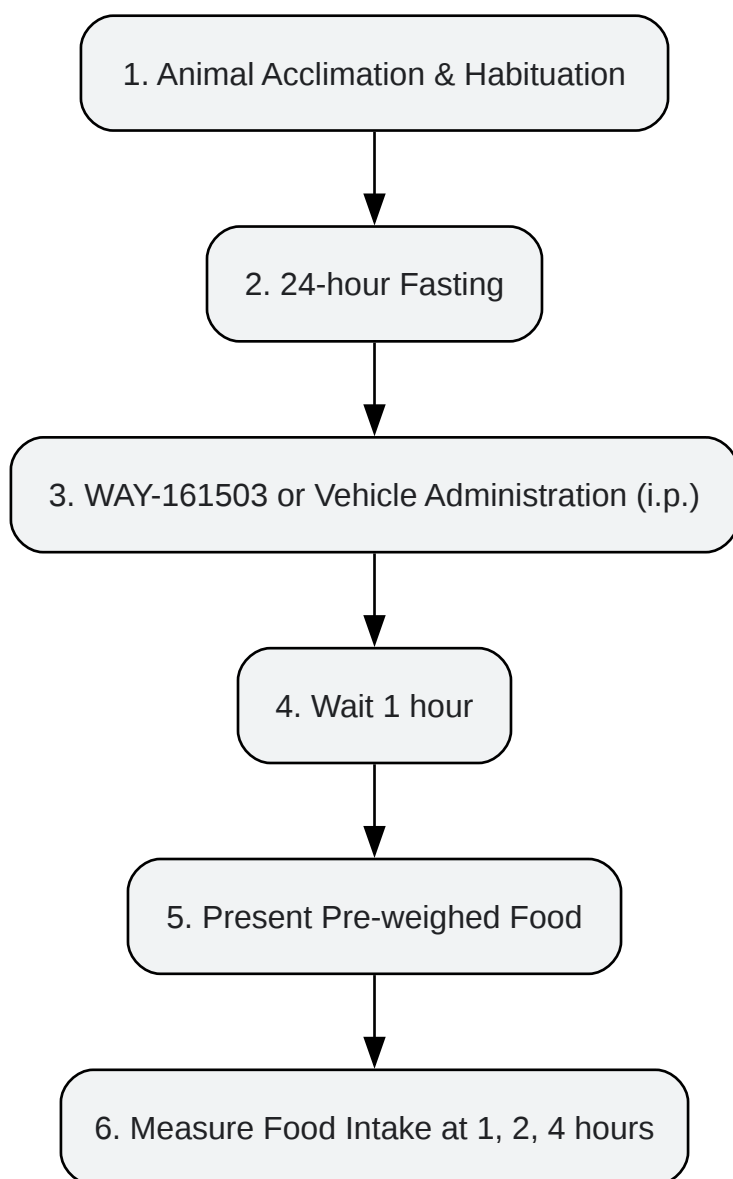 1. Animal Acclimation & Habituation
2. 24-hour Fasting
3. WAY-161503 or Vehicle Administration (i.p.)
4. Wait 1 hour
5. Present Pre-weighed Food
6. Measure Food Intake at 1, 2, 4 hours